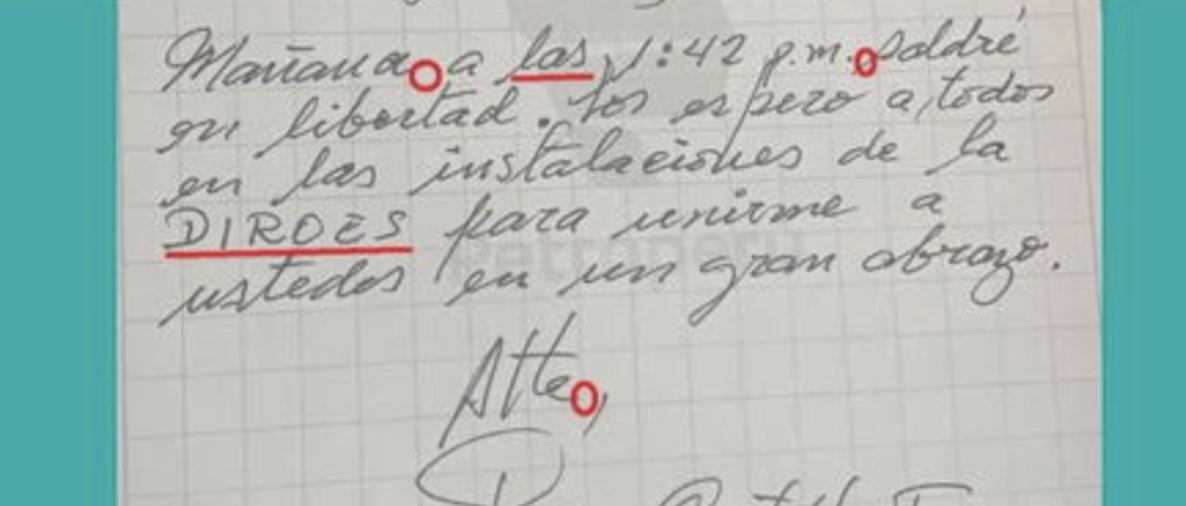 Mañana a las 1:42 p.m. saldré
en libertad. Los espero a todos
en las instalaciones de la
DIROES para unirme a
ustedes en un gran abrazo.
Atte,